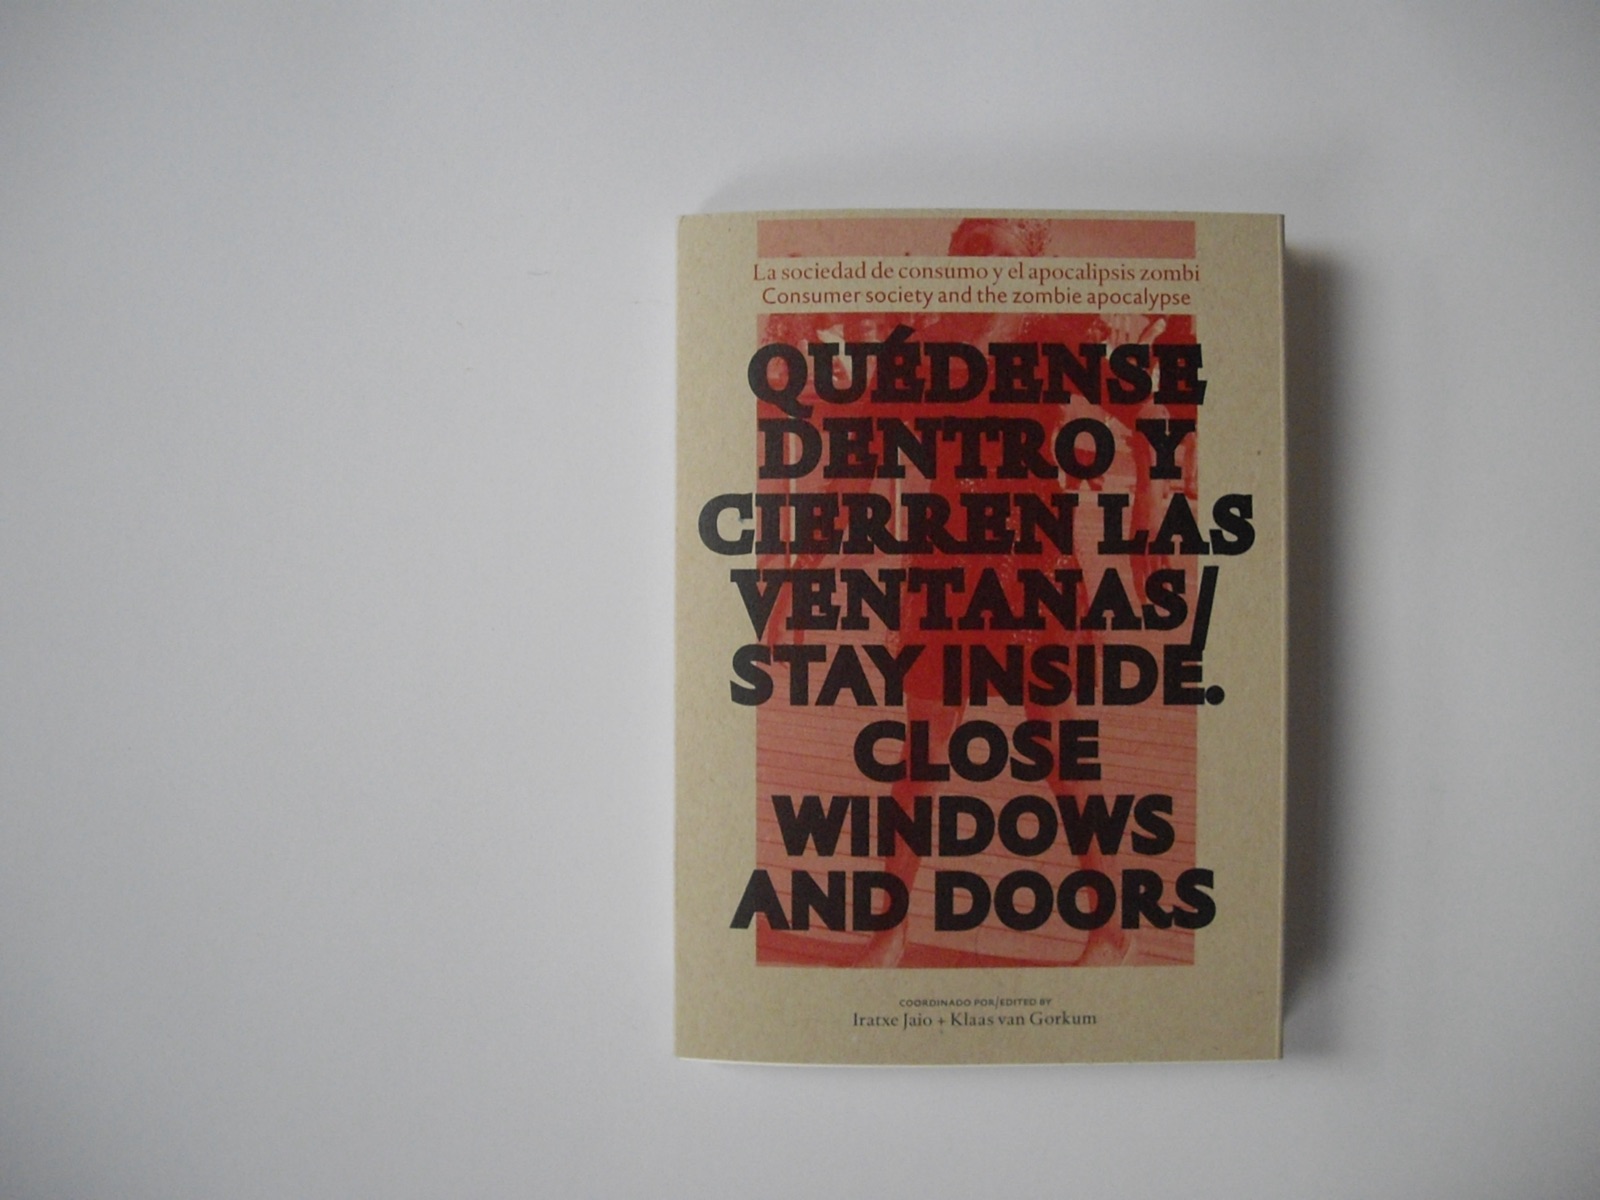 La sociedad de consumo y el apocalipsis zombi
Consumer society and the zombie apocalypse
QUÉDENSE
DENTRO Y
CIERREN LAS
VENTANAS/
STAY INSIDE.
CLOSE
WINDOWS
AND DOORS
COORDINADO POR/EDITED BY
Iratxe Jaio + Klaas van Gorkum